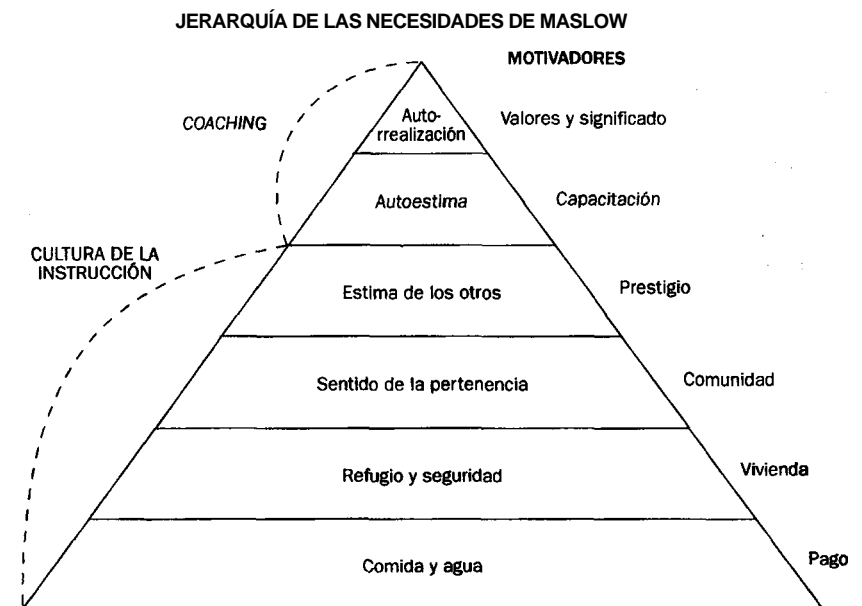 JERARQUÍA DE LAS NECESIDADES DE MASLOW
MOTIVADORES
COACHING
Auto-
rrealización
Valores y significado
Autoestima
Capacitación
CULTURA DE LA
INSTRUCCIÓN
Estima de los otros
Prestigio
Sentido de la pertenencia
Comunidad
Refugio y seguridad
Vivienda
Comida y agua
Pago